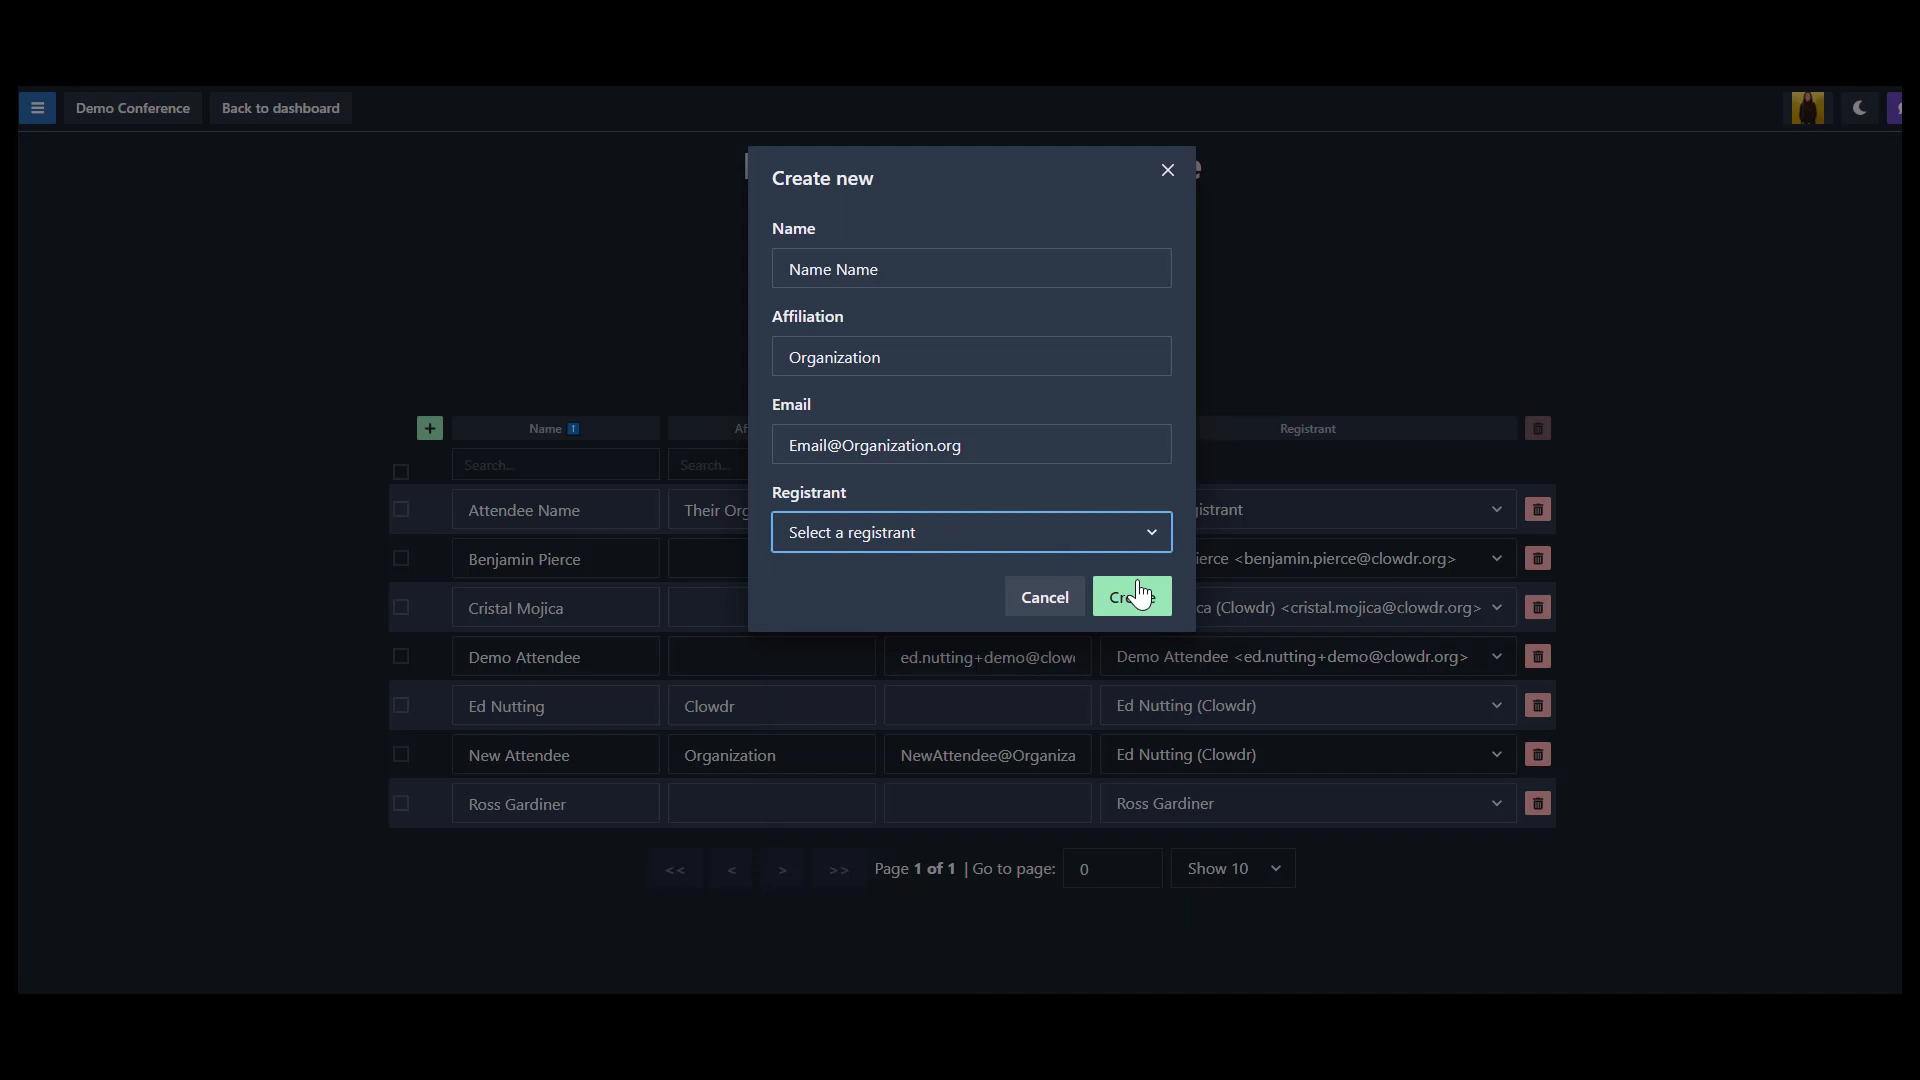 Demo Conference
Back to dashboard
Create new
Name
Name Name
Affiliation
Organization
Email
Email@Organization.org
Registrant
Select a registrant
Cancel
Name
Registrant
Search...
Search...
Attendee Name
Their Org
Benjamin Pierce
<benjamin.pierce@clowdr.org>
Cristal Mojica
(Clowdr) <cristal.mojica@clowdr.org>
Demo Attendee
ed.nutting+demo@clow
Demo Attendee <ed.nutting+demo@clowdr.org>
Ed Nutting
Clowdr
Ed Nutting (Clowdr)
New Attendee
Organization
NewAttendee@Organiza
Ed Nutting (Clowdr)
Ross Gardiner
Ross Gardiner
<< < > >> Page 1 of 1 | Go to page: 0 Show 10